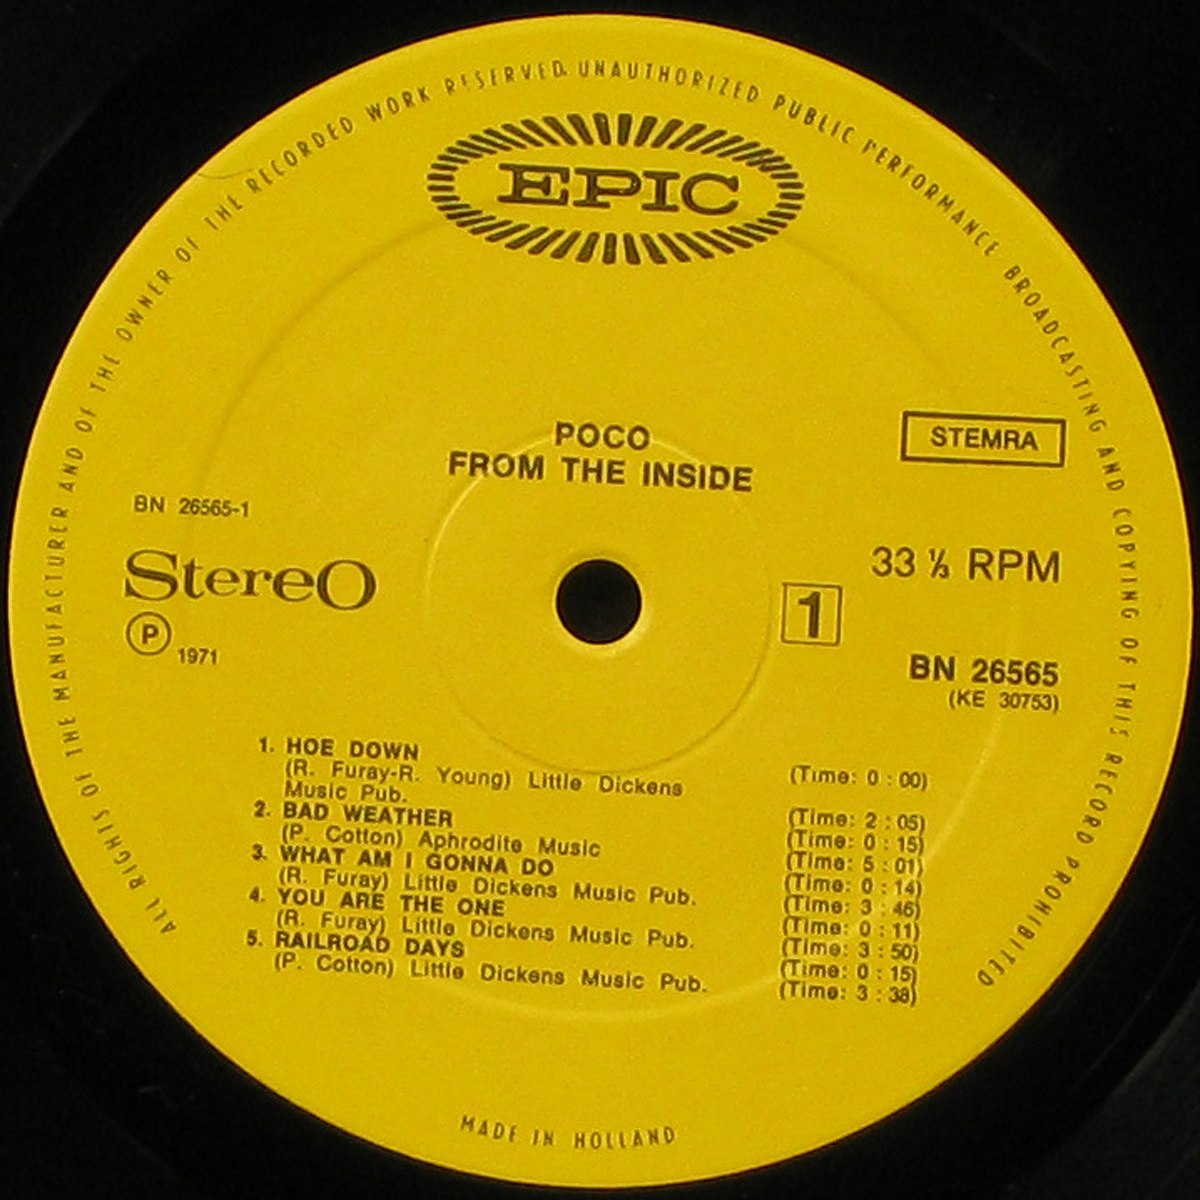 ALL RIGHTS OF THE MANUFACTURER AND OF THE OWNER OF THE RECORDED WORK RESERVED. UNAUTHORIZED PUBLIC PERFORMANCE BROADCASTING AND COPYING OF THIS RECORD PROHIBITED
EPIC
POCO
FROM THE INSIDE
STEMRA
BN 26565-1
Stereo
33 ⅓ RPM
1
P 1971
BN 26565
(KE 30753)
1. HOE DOWN
(R. Furay-R. Young) Little Dickens (Time: 0 : 00)
Music Pub.
2. BAD WEATHER (Time: 2 : 05)
(P. Cotton) Aphrodite Music (Time: 0 : 15)
3. WHAT AM I GONNA DO (Time: 5 : 01)
(R. Furay) Little Dickens Music Pub. (Time: 0 : 14)
4. YOU ARE THE ONE (Time: 3 : 46)
(R. Furay) Little Dickens Music Pub. (Time: 0 : 11)
5. RAILROAD DAYS (Time: 3 : 50)
(P. Cotton) Little Dickens Music Pub. (Time: 0 : 15)
(Time: 3 : 38)
MADE IN HOLLAND